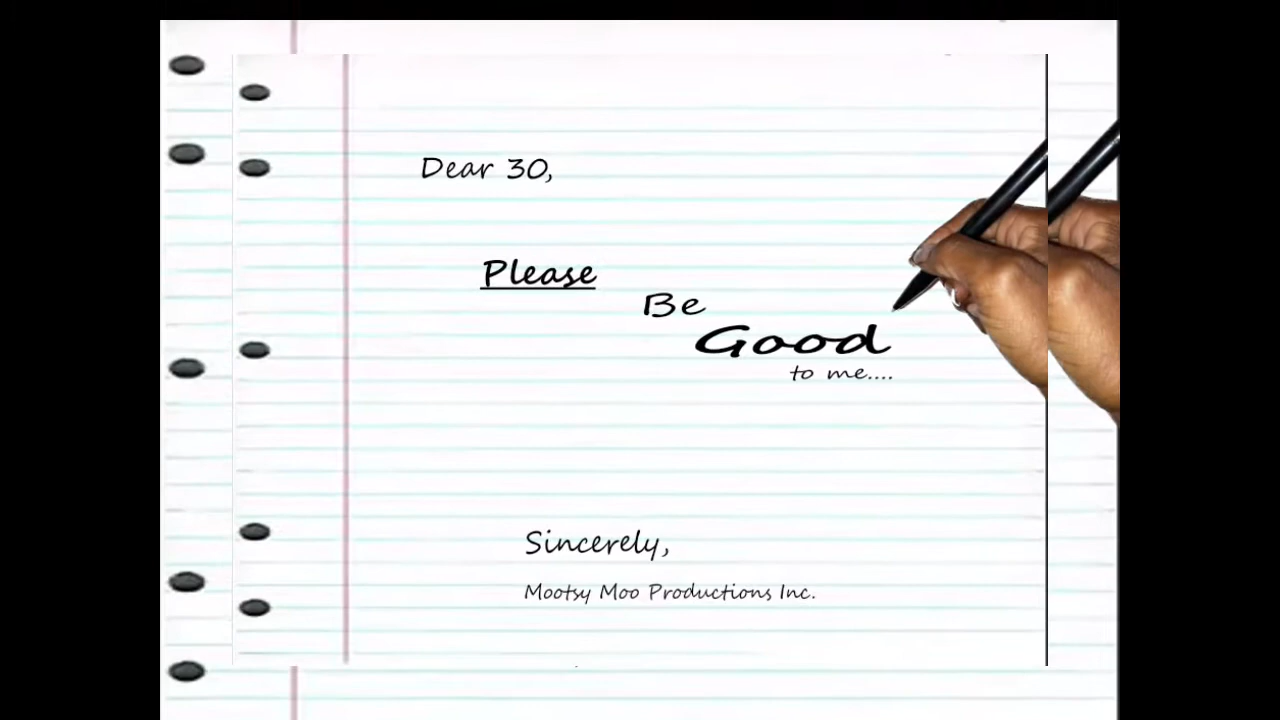 Dear 30,
Please
Be
Good
to me....
Sincerely,
Mootsy Moo Productions Inc.